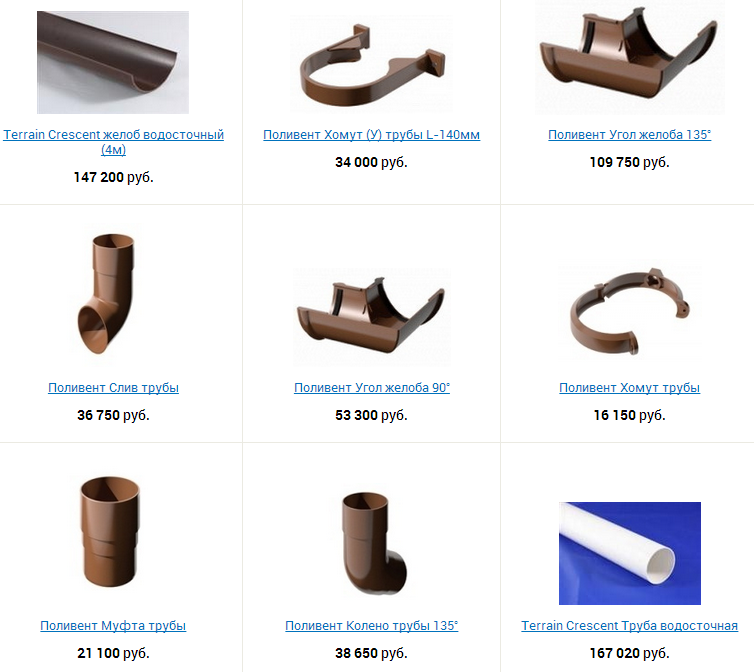 Terrain Crescent желоб водосточный
(4м)
147 200 руб.
Поливент Хомут (У) трубы L-140мм
34 000 руб.
Поливент Угол желоба 135°
109 750 руб.
Поливент Слив трубы
36 750 руб.
Поливент Угол желоба 90°
53 300 руб.
Поливент Хомут трубы
16 150 руб.
Поливент Муфта трубы
21 100 руб.
Поливент Колено трубы 135°
38 650 руб.
Terrain Crescent Труба водосточная
167 020 руб.